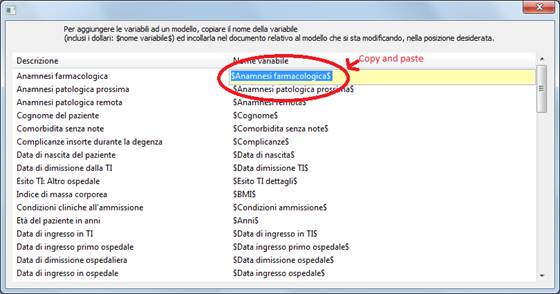 Per aggiungere le variabili ad un modello, copiare il nome della variabile
(inclusi i dollari: $nome variabile$) ed incollarla nel documento relativo al modello che si sta modificando, nella posizione desiderata.
Descrizione Nome variabile
Copy and paste
Anamnesi farmacologica $Anamnesi farmacologica$
Anamnesi patologica prossima $Anamnesi patologica prossima$
Anamnesi patologica remota $Anamnesi remota$
Cognome del paziente $Cognome$
Comorbidita senza note $Comorbidita senza note$
Complicanze insorte durante la degenza $Complicanze$
Data di nascita del paziente $Data di nascita$
Data di dimissione dalla TI $Data dimissione TI$
Esito TI: Altro ospedale $Esito TI dettagli$
Indice di massa corporea $BMI$
Condizioni cliniche all'ammissione $Condizioni ammissione$
Età del paziente in anni $Anni$
Data di ingresso in TI $Data di ingresso in TI$
Data di ingresso primo ospedale $Data ingresso primo ospedale$
Data di dimissione ospedaliera $Data dimissione ospedale$
Data di ingresso in ospedale $Data ingresso ospedale$